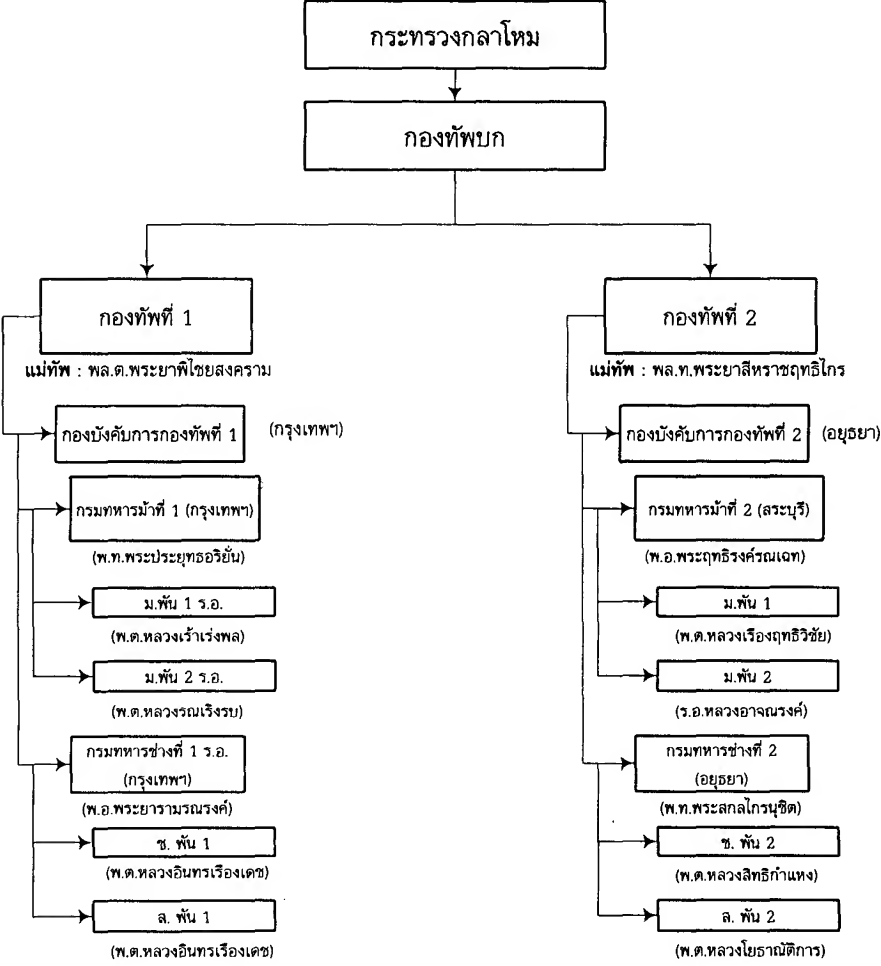 กระทรวงกลาโหม
กองทัพบก
กองทัพที่ 1
แม่ทัพ : พล.ต.พระยาพิไชยสงคราม
กองบังคับการกองทัพที่ 1 (กรุงเทพฯ)
กรมทหารม้าที่ 1 (กรุงเทพฯ)
(พ.ท.พระประยุทธอริยั่น)
ม.พัน 1 ร.อ.
(พ.ต.หลวงเร้าเร่งพล)
ม.พัน 2 ร.อ.
(พ.ต.หลวงรณเริงรบ)
กรมทหารช่างที่ 1 ร.อ.
(กรุงเทพฯ)
(พ.อ.พระยารามรณรงค์)
ช. พัน 1
(พ.ต.หลวงอินทรเรืองเดช)
ส. พัน 1
(พ.ต.หลวงอินทรเรืองเดช)
กองทัพที่ 2
แม่ทัพ : พล.ท.พระยาสีหราชฤทธิไกร
กองบังคับการกองทัพที่ 2 (อยุธยา)
กรมทหารม้าที่ 2 (สระบุรี)
(พ.อ.พระฤทธิรงค์รณเฉท)
ม.พัน 1
(พ.ต.หลวงเรืองฤทธิวิชัย)
ม.พัน 2
(ร.อ.หลวงอาจณรงค์)
กรมทหารช่างที่ 2
(อยุธยา)
(พ.ท.พระสกลไกรนุชิต)
ช. พัน 2
(พ.ต.หลวงสิทธิกำแหง)
ส. พัน 2
(พ.ต.หลวงโยธาณัติการ)